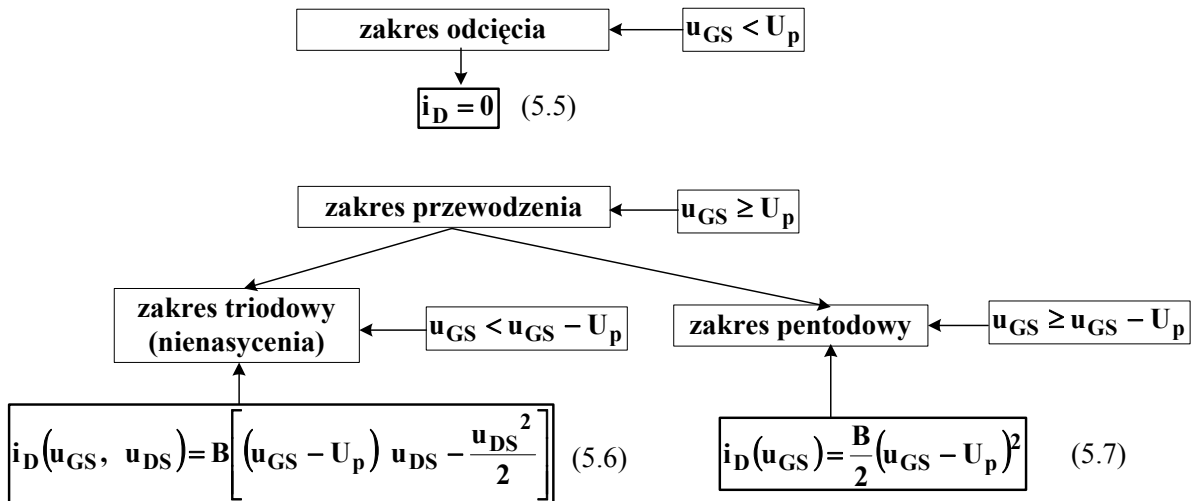 zakres odcięcia
u_GS < U_p
i_D = 0 (5.5)
zakres przewodzenia
u_GS ≥ U_p
zakres triodowy
(nienasycenia)
u_GS < u_GS − U_p
zakres pentodowy
u_GS ≥ u_GS − U_p
i_D(u_GS, u_DS) = B[(u_GS − U_p) u_DS − u_DS²/2] (5.6)
i_D(u_GS) = B/2 (u_GS − U_p)² (5.7)